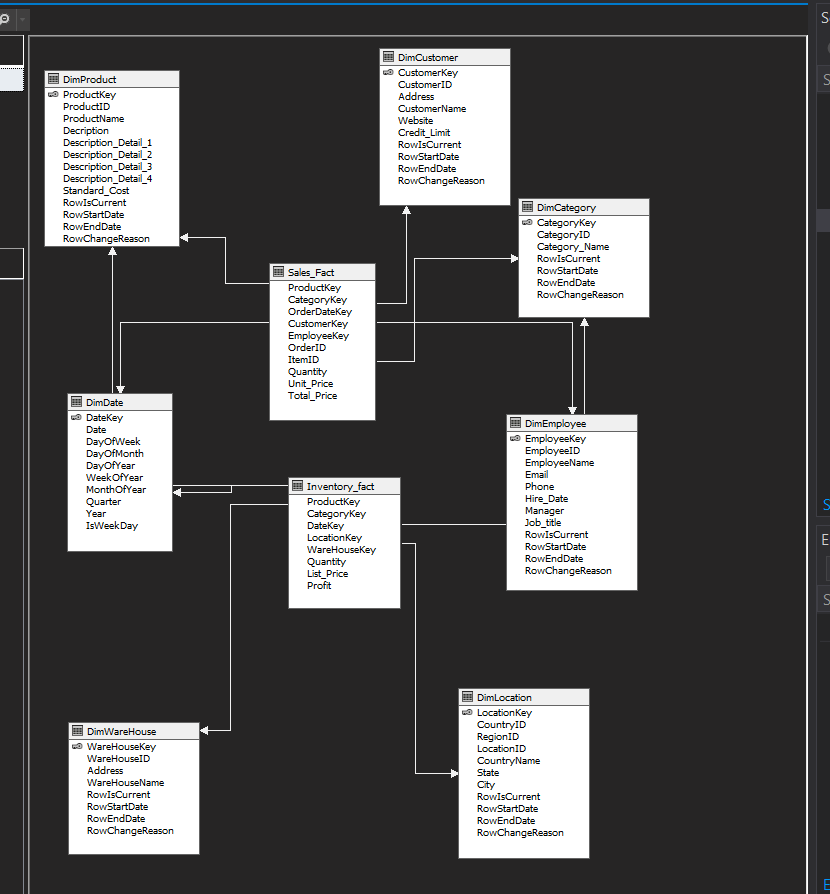 DimProduct
ProductKey
ProductID
ProductName
Decription
Description_Detail_1
Description_Detail_2
Description_Detail_3
Description_Detail_4
Standard_Cost
RowIsCurrent
RowStartDate
RowEndDate
RowChangeReason
DimCustomer
CustomerKey
CustomerID
Address
CustomerName
Website
Credit_Limit
RowIsCurrent
RowStartDate
RowEndDate
RowChangeReason
DimCategory
CategoryKey
CategoryID
Category_Name
RowIsCurrent
RowStartDate
RowEndDate
RowChangeReason
Sales_Fact
ProductKey
CategoryKey
OrderDateKey
CustomerKey
EmployeeKey
OrderID
ItemID
Quantity
Unit_Price
Total_Price
DimDate
DateKey
Date
DayOfWeek
DayOfMonth
DayOfYear
WeekOfYear
MonthOfYear
Quarter
Year
IsWeekDay
DimEmployee
EmployeeKey
EmployeeID
EmployeeName
Email
Phone
Hire_Date
Manager
Job_title
RowIsCurrent
RowStartDate
RowEndDate
RowChangeReason
Inventory_fact
ProductKey
CategoryKey
DateKey
LocationKey
WareHouseKey
Quantity
List_Price
Profit
DimWareHouse
WareHouseKey
WareHouseID
Address
WareHouseName
RowIsCurrent
RowStartDate
RowEndDate
RowChangeReason
DimLocation
LocationKey
CountryID
RegionID
LocationID
CountryName
State
City
RowIsCurrent
RowStartDate
RowEndDate
RowChangeReason